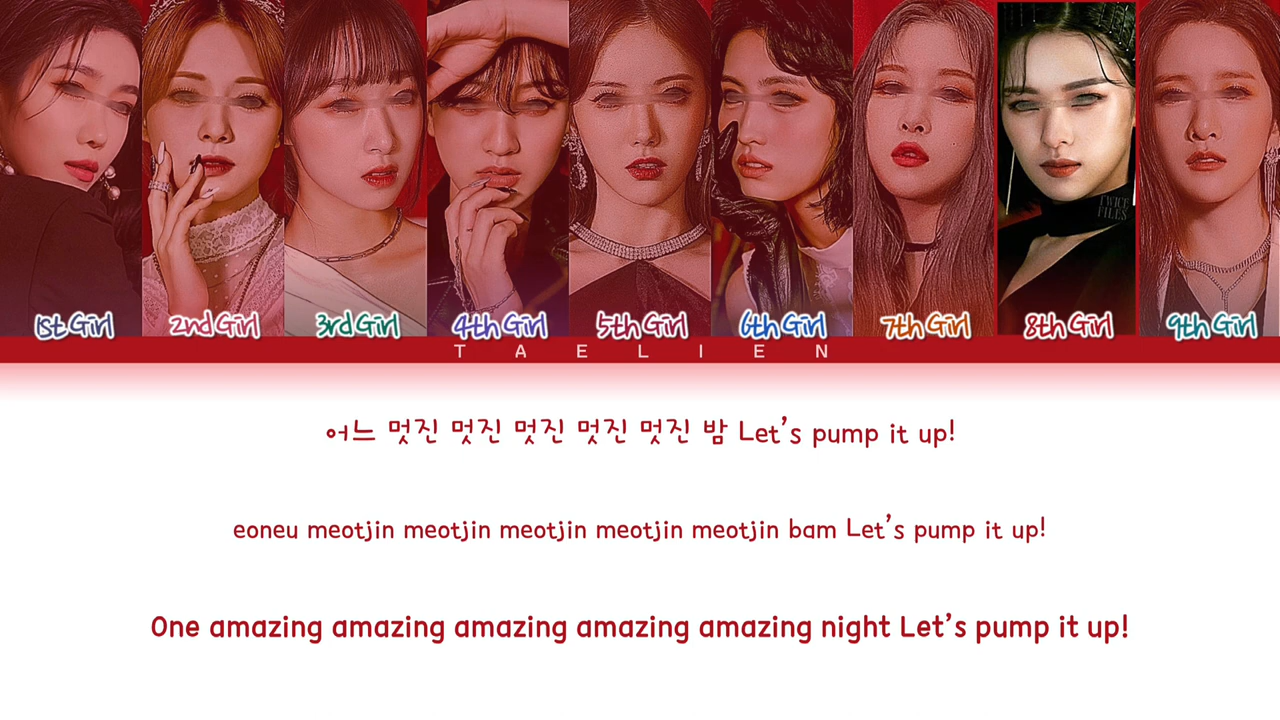 TWICE
FILES
1st Girl 2nd Girl 3rd Girl 4th Girl 5th Girl 6th Girl 7th Girl 8th Girl 9th Girl
TAELIEN
어느 멋진 멋진 멋진 멋진 멋진 밤 Let's pump it up!
eoneu meotjin meotjin meotjin meotjin meotjin bam Let's pump it up!
One amazing amazing amazing amazing amazing night Let's pump it up!